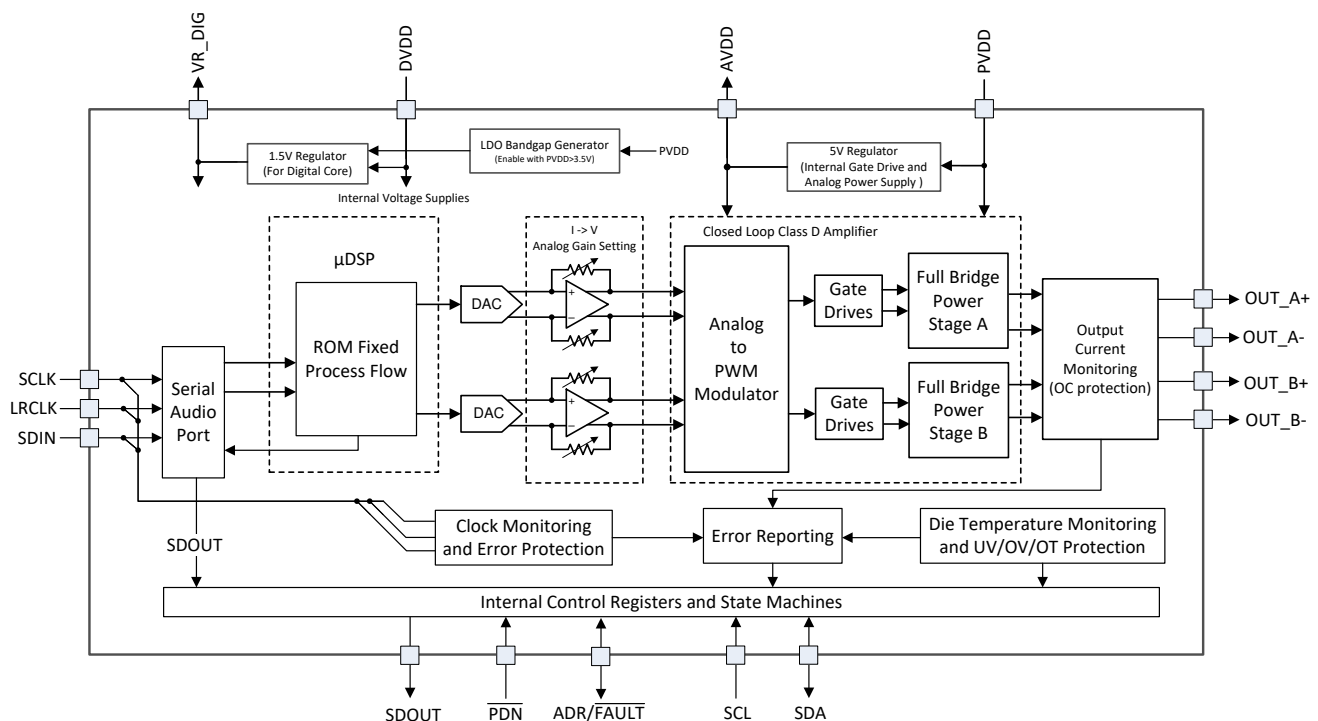 VR_DIG
DVDD
AVDD
PVDD
1.5V Regulator
(For Digital Core)
LDO Bandgap Generator
(Enable with PVDD>3.5V)
PVDD
5V Regulator
(Internal Gate Drive and
Analog Power Supply )
Internal Voltage Supplies
µDSP
I -> V
Analog Gain Setting
Closed Loop Class D Amplifier
ROM Fixed
Process Flow
DAC
+
−
DAC
+
−
Analog
to
PWM
Modulator
Gate
Drives
Full Bridge
Power
Stage A
Gate
Drives
Full Bridge
Power
Stage B
Output
Current
Monitoring
(OC protection)
OUT_A+
OUT_A-
OUT_B+
OUT_B-
SCLK
LRCLK
SDIN
Serial
Audio
Port
SDOUT
Clock Monitoring
and Error Protection
Error Reporting
Die Temperature Monitoring
and UV/OV/OT Protection
Internal Control Registers and State Machines
SDOUT
PDN
ADR/FAULT
SCL
SDA